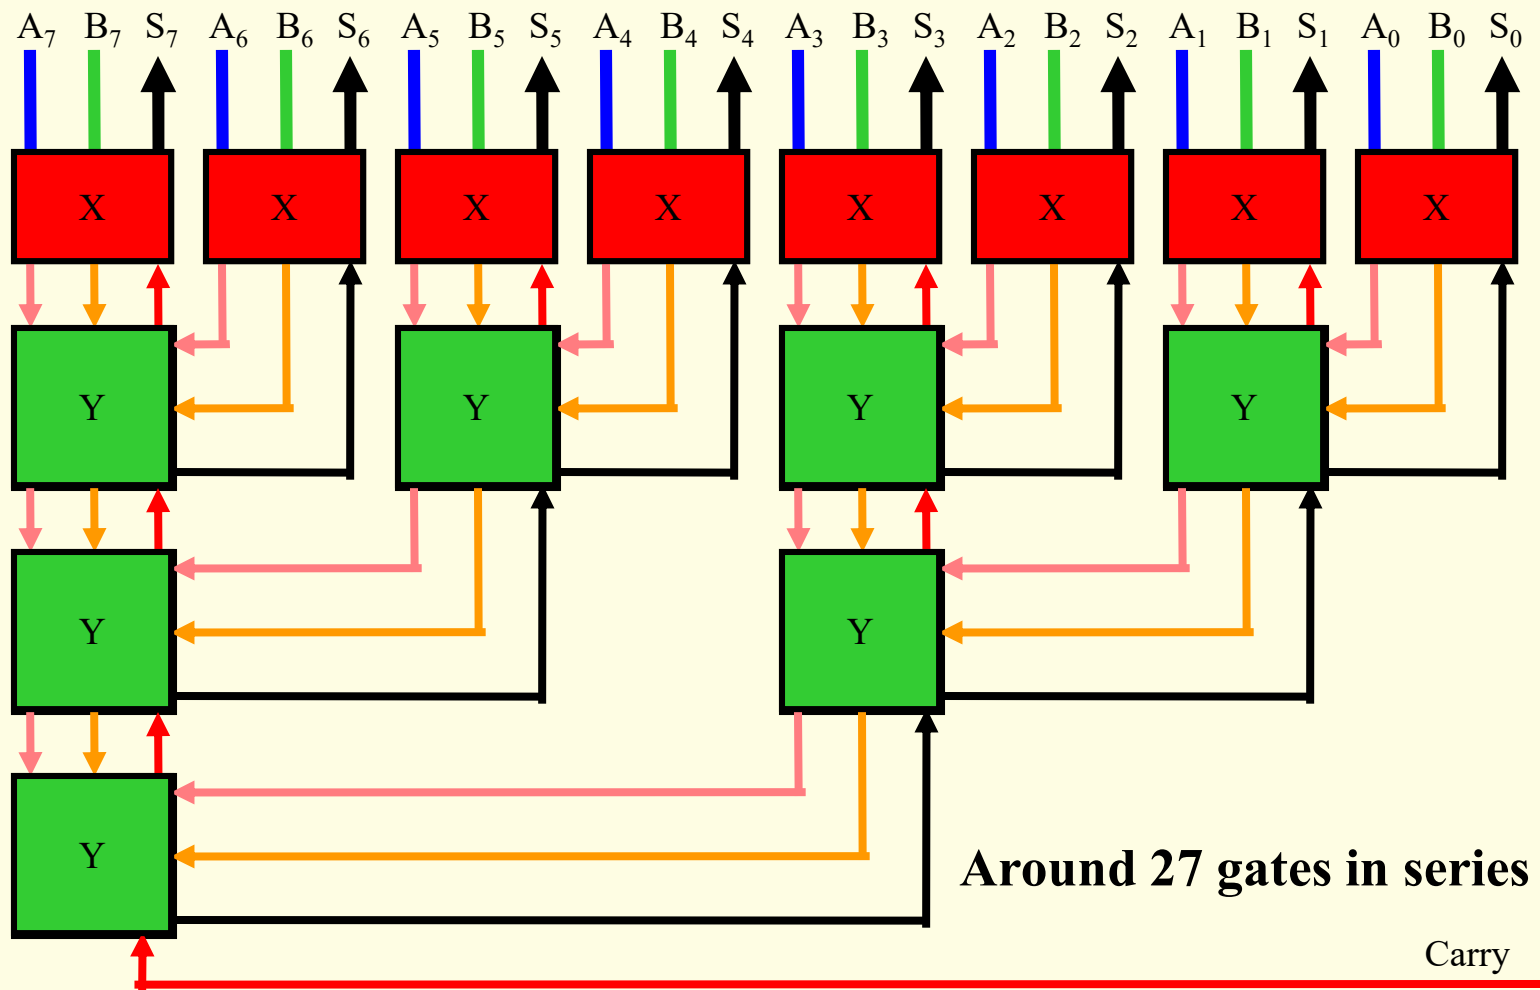 A₇ B₇ S₇ A₆ B₆ S₆ A₅ B₅ S₅ A₄ B₄ S₄ A₃ B₃ S₃ A₂ B₂ S₂ A₁ B₁ S₁ A₀ B₀ S₀
X X X X X X X X
Y Y Y Y
Y Y
Y
Around 27 gates in series
Carry